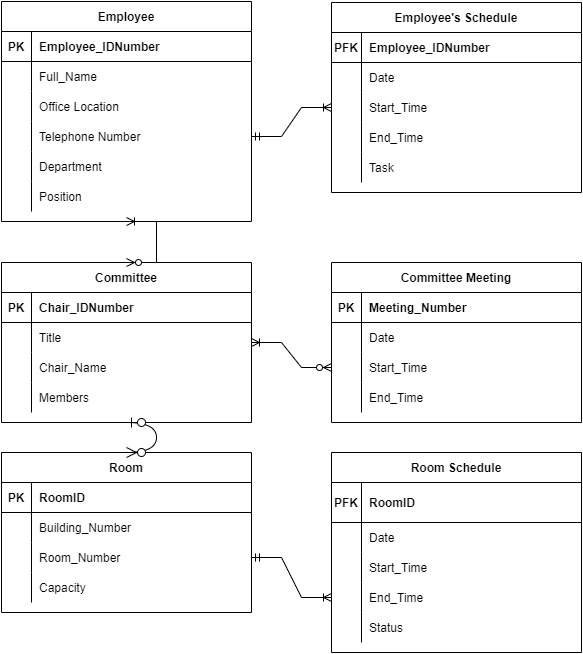 Employee
PK Employee_IDNumber
Full_Name
Office Location
Telephone Number
Department
Position
Employee's Schedule
PFK Employee_IDNumber
Date
Start_Time
End_Time
Task
Committee
PK Chair_IDNumber
Title
Chair_Name
Members
Committee Meeting
PK Meeting_Number
Date
Start_Time
End_Time
Room
PK RoomID
Building_Number
Room_Number
Capacity
Room Schedule
PFK RoomID
Date
Start_Time
End_Time
Status